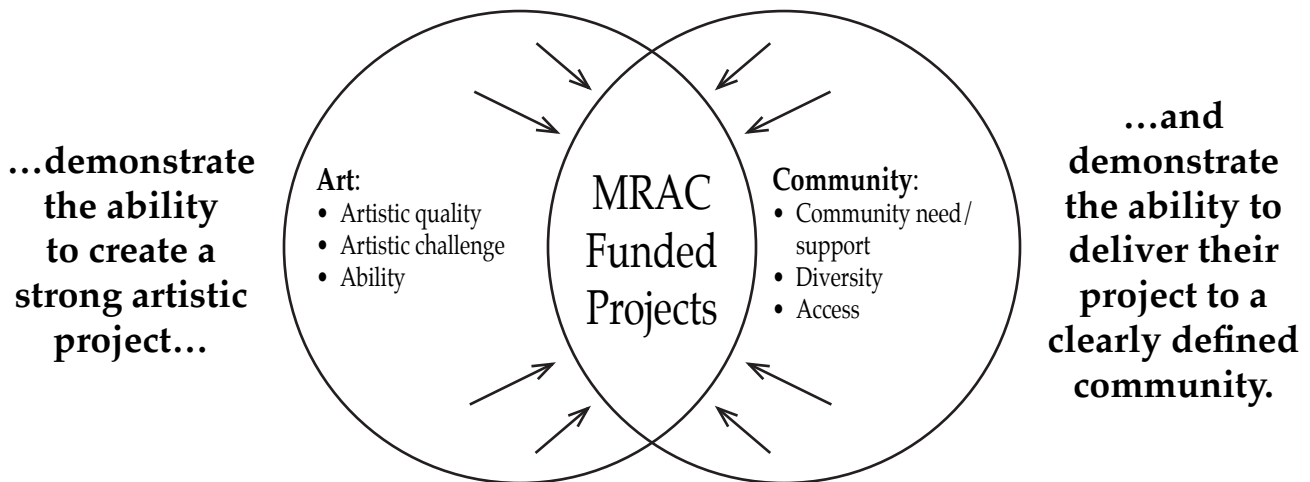 …demonstrate
the ability
to create a
strong artistic
project…
Art:
• Artistic quality
• Artistic challenge
• Ability
MRAC
Funded
Projects
Community:
• Community need/
support
• Diversity
• Access
…and
demonstrate
the ability to
deliver their
project to a
clearly defined
community.